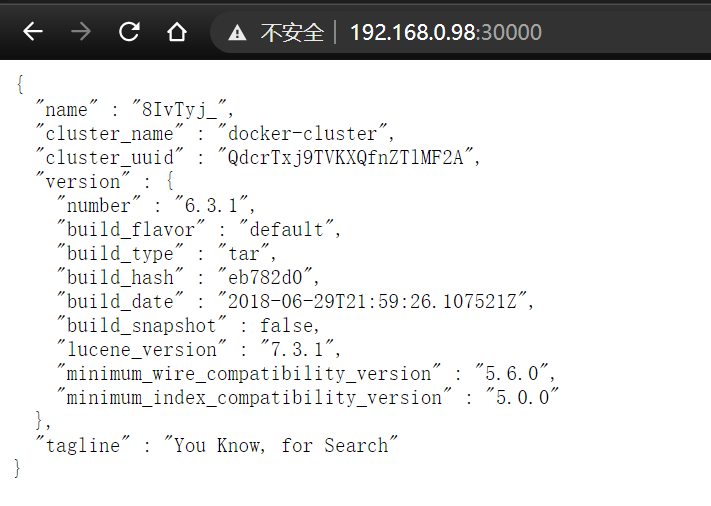 不安全 | 192.168.0.98:30000
{
"name" : "8IvTyj_",
"cluster_name" : "docker-cluster",
"cluster_uuid" : "QdcrTxj9TVKXQfnZTlMF2A",
"version" : {
"number" : "6.3.1",
"build_flavor" : "default",
"build_type" : "tar",
"build_hash" : "eb782d0",
"build_date" : "2018-06-29T21:59:26.107521Z",
"build_snapshot" : false,
"lucene_version" : "7.3.1",
"minimum_wire_compatibility_version" : "5.6.0",
"minimum_index_compatibility_version" : "5.0.0"
},
"tagline" : "You Know, for Search"
}